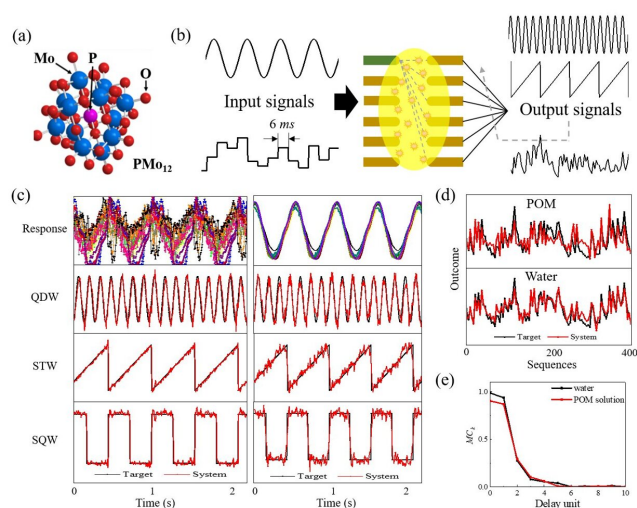 (a)
Mo
P
O
PMo12
(b)
Input signals
6 ms
Output signals
(c)
Response
QDW
STW
SQW
Target
System
Target
System
0
1
2
0
1
2
Time (s)
Time (s)
(d)
POM
Water
Outcome
Target
System
0
200
400
Sequences
(e)
water
POM solution
MCk
1.0
0.5
0.0
0
2
4
6
8
10
Delay unit